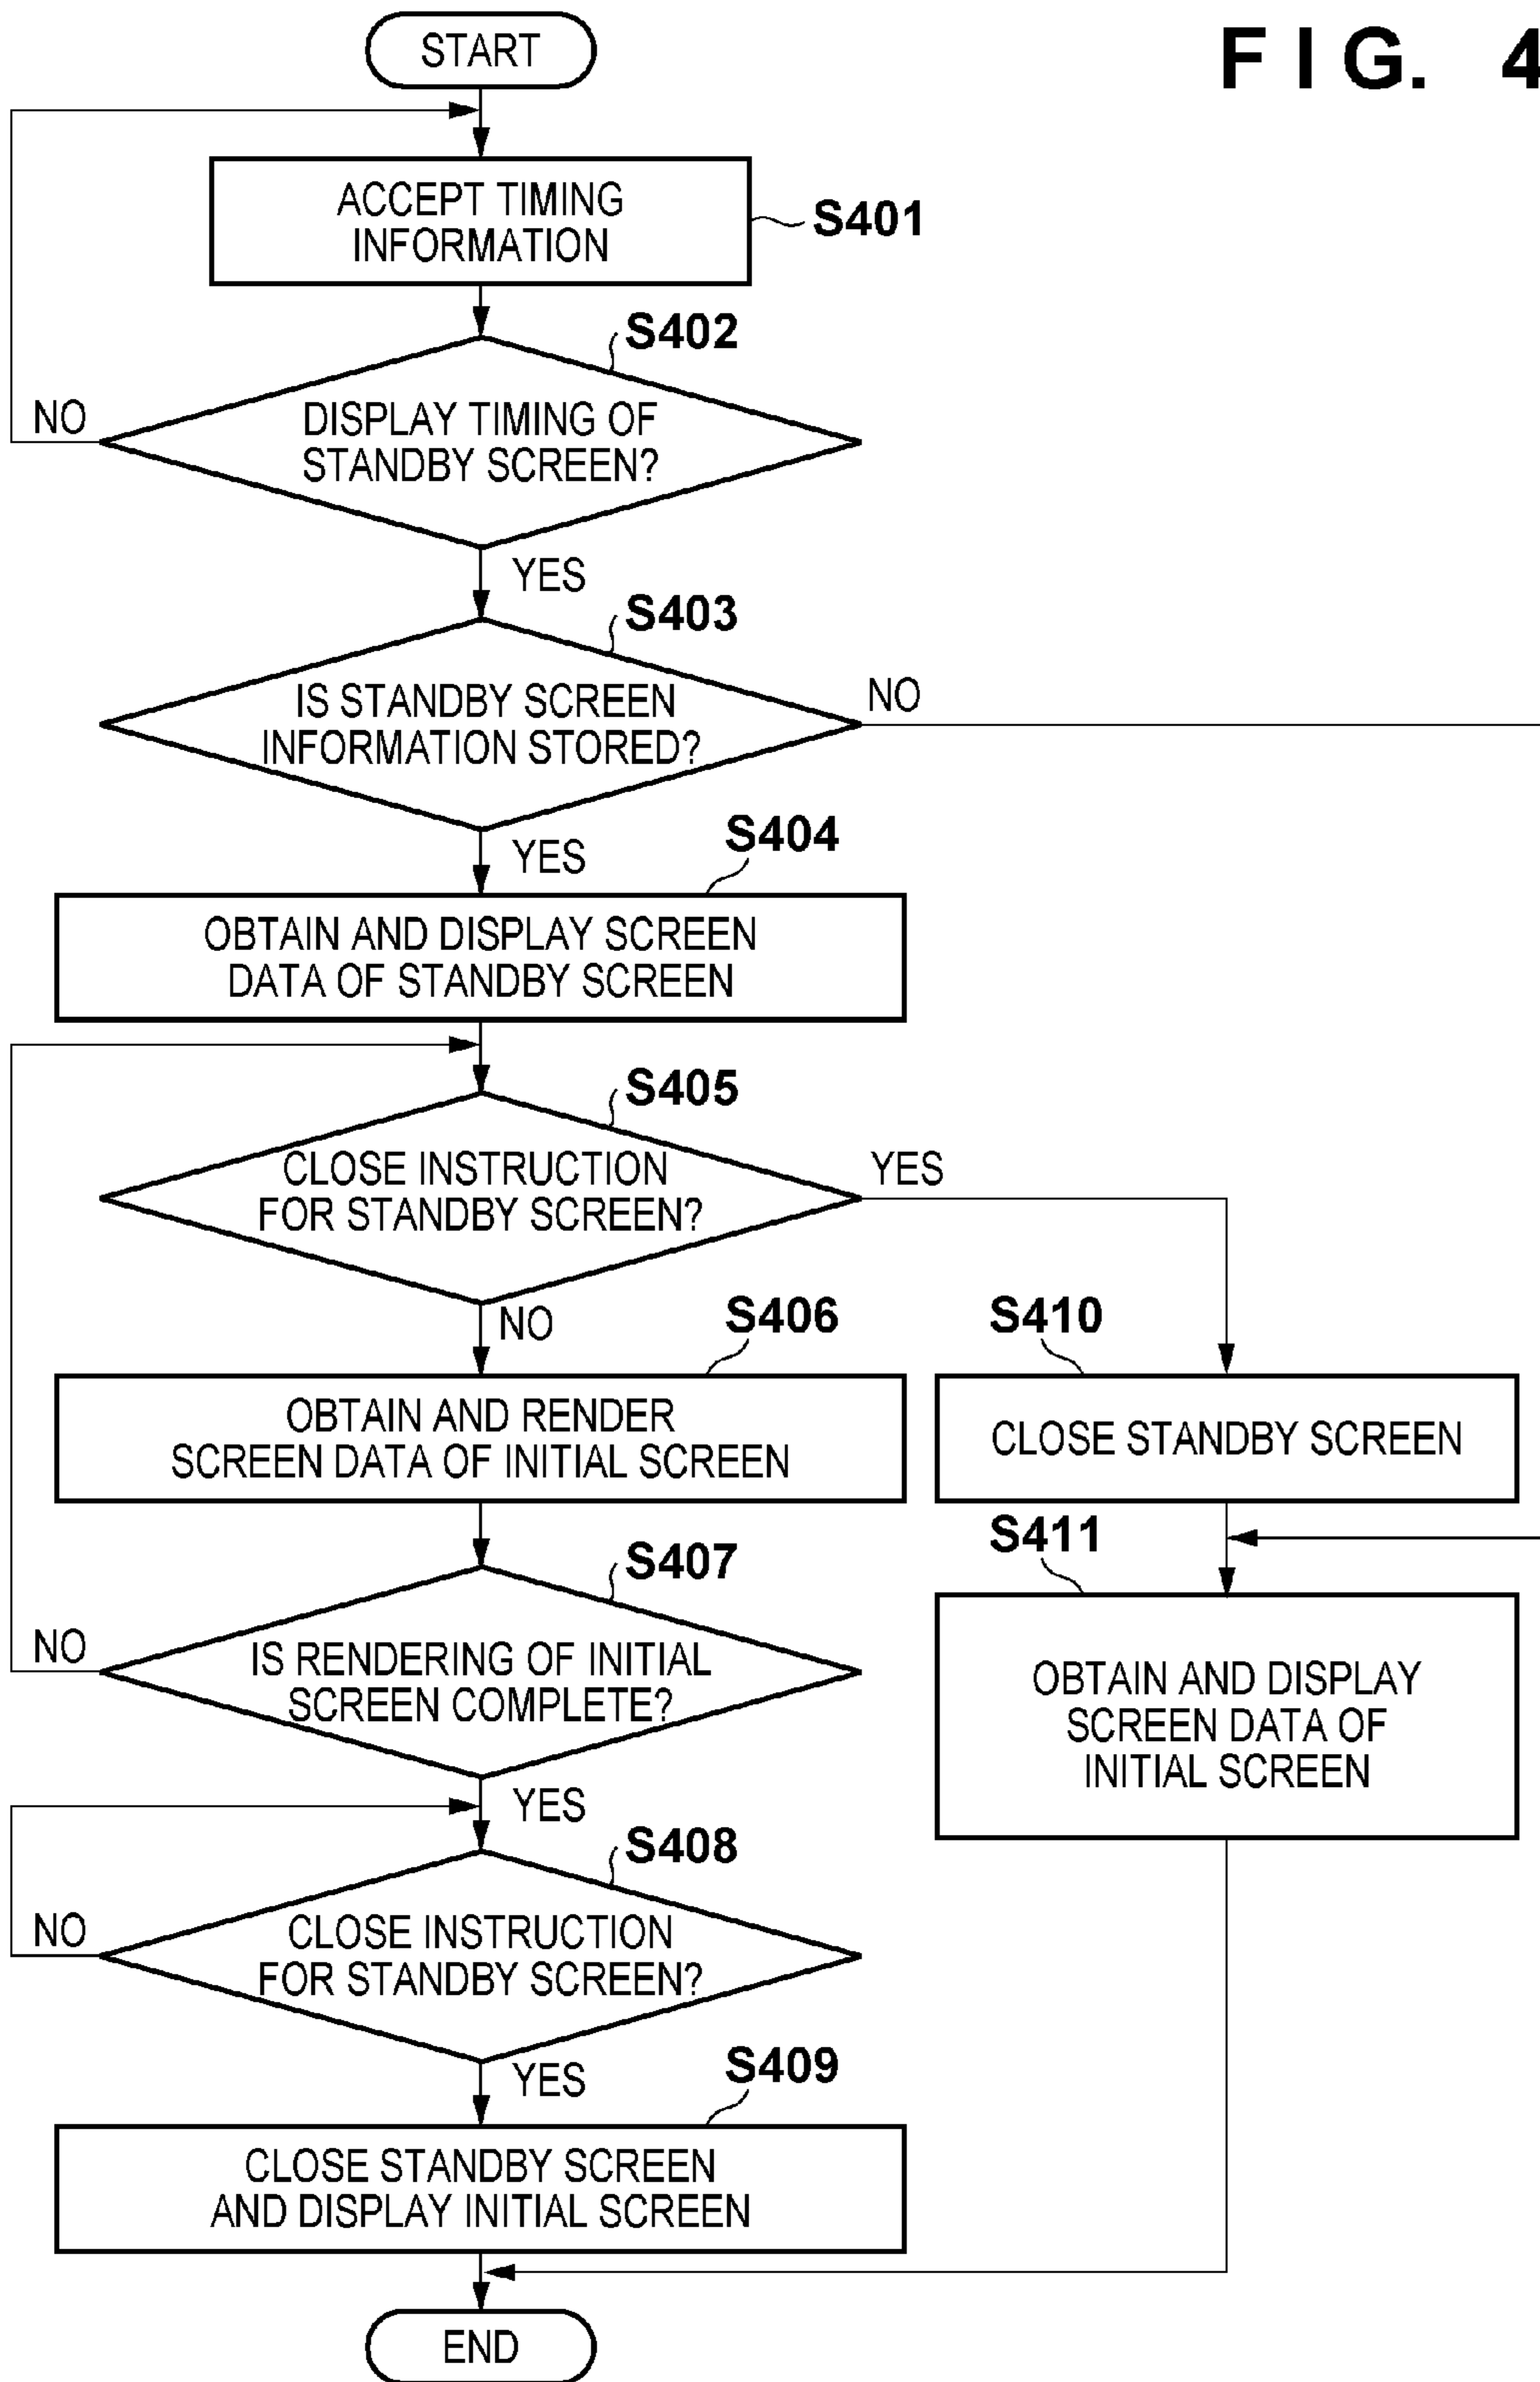 FIG. 4
START
ACCEPT TIMING
INFORMATION
S401
S402
DISPLAY TIMING OF
STANDBY SCREEN?
NO
YES
S403
IS STANDBY SCREEN
INFORMATION STORED?
NO
YES
S404
OBTAIN AND DISPLAY SCREEN
DATA OF STANDBY SCREEN
S405
CLOSE INSTRUCTION
FOR STANDBY SCREEN?
YES
NO
S406
OBTAIN AND RENDER
SCREEN DATA OF INITIAL SCREEN
S410
CLOSE STANDBY SCREEN
S407
IS RENDERING OF INITIAL
SCREEN COMPLETE?
NO
YES
S411
OBTAIN AND DISPLAY
SCREEN DATA OF
INITIAL SCREEN
S408
CLOSE INSTRUCTION
FOR STANDBY SCREEN?
NO
YES
S409
CLOSE STANDBY SCREEN
AND DISPLAY INITIAL SCREEN
END